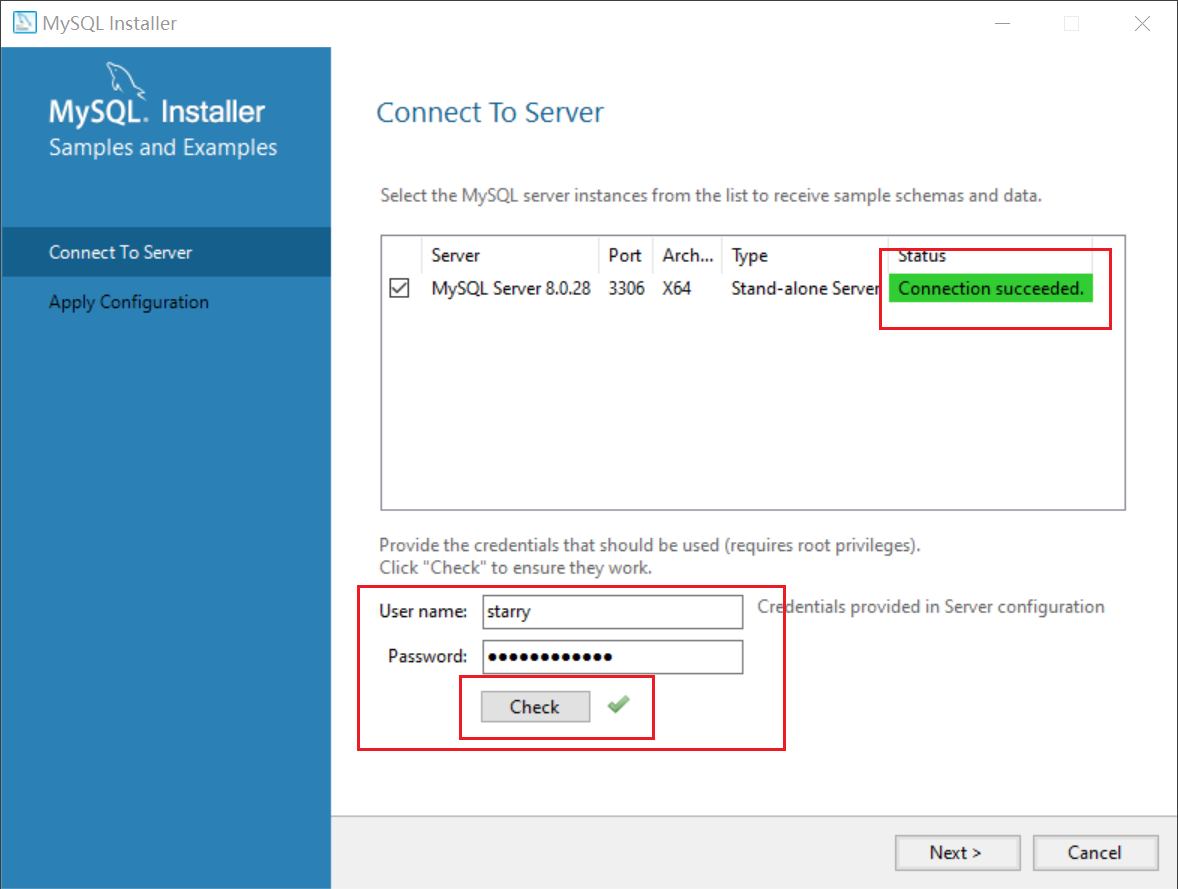 MySQL Installer
MySQL. Installer
Samples and Examples
Connect To Server
Apply Configuration
Connect To Server
Select the MySQL server instances from the list to receive sample schemas and data.
Server Port Arch... Type Status
MySQL Server 8.0.28 3306 X64 Stand-alone Server Connection succeeded.
Provide the credentials that should be used (requires root privileges).
Click "Check" to ensure they work.
User name: starry Credentials provided in Server configuration
Password: ●●●●●●●●●●●●
Check
Next > Cancel